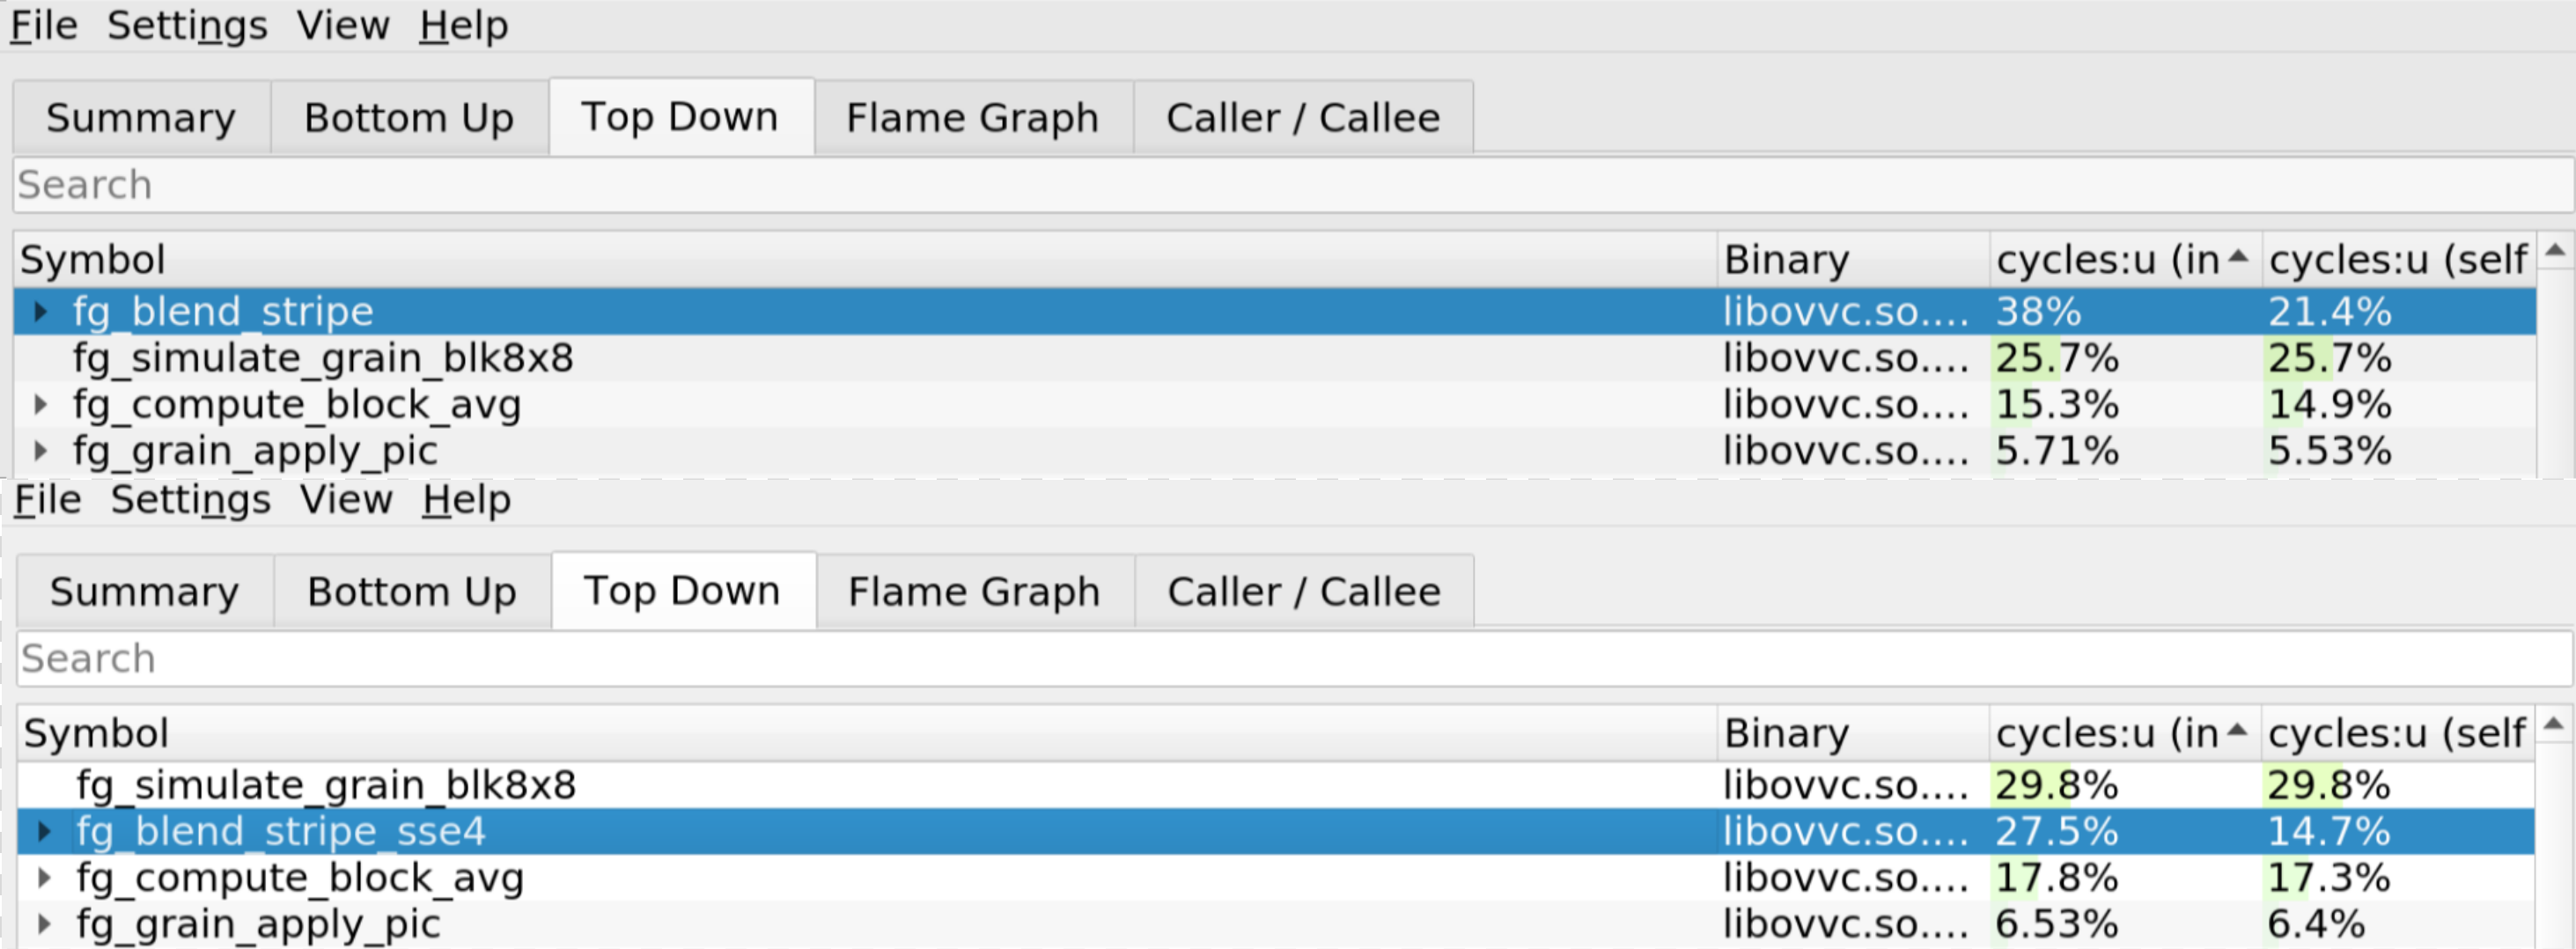 File Settings View Help
Summary Bottom Up Top Down Flame Graph Caller / Callee
Search
Symbol Binary cycles:u (in cycles:u (self
fg_blend_stripe libovvc.so.... 38% 21.4%
fg_simulate_grain_blk8x8 libovvc.so.... 25.7% 25.7%
fg_compute_block_avg libovvc.so.... 15.3% 14.9%
fg_grain_apply_pic libovvc.so.... 5.71% 5.53%
File Settings View Help
Summary Bottom Up Top Down Flame Graph Caller / Callee
Search
Symbol Binary cycles:u (in cycles:u (self
fg_simulate_grain_blk8x8 libovvc.so.... 29.8% 29.8%
fg_blend_stripe_sse4 libovvc.so.... 27.5% 14.7%
fg_compute_block_avg libovvc.so.... 17.8% 17.3%
fg_grain_apply_pic libovvc.so.... 6.53% 6.4%